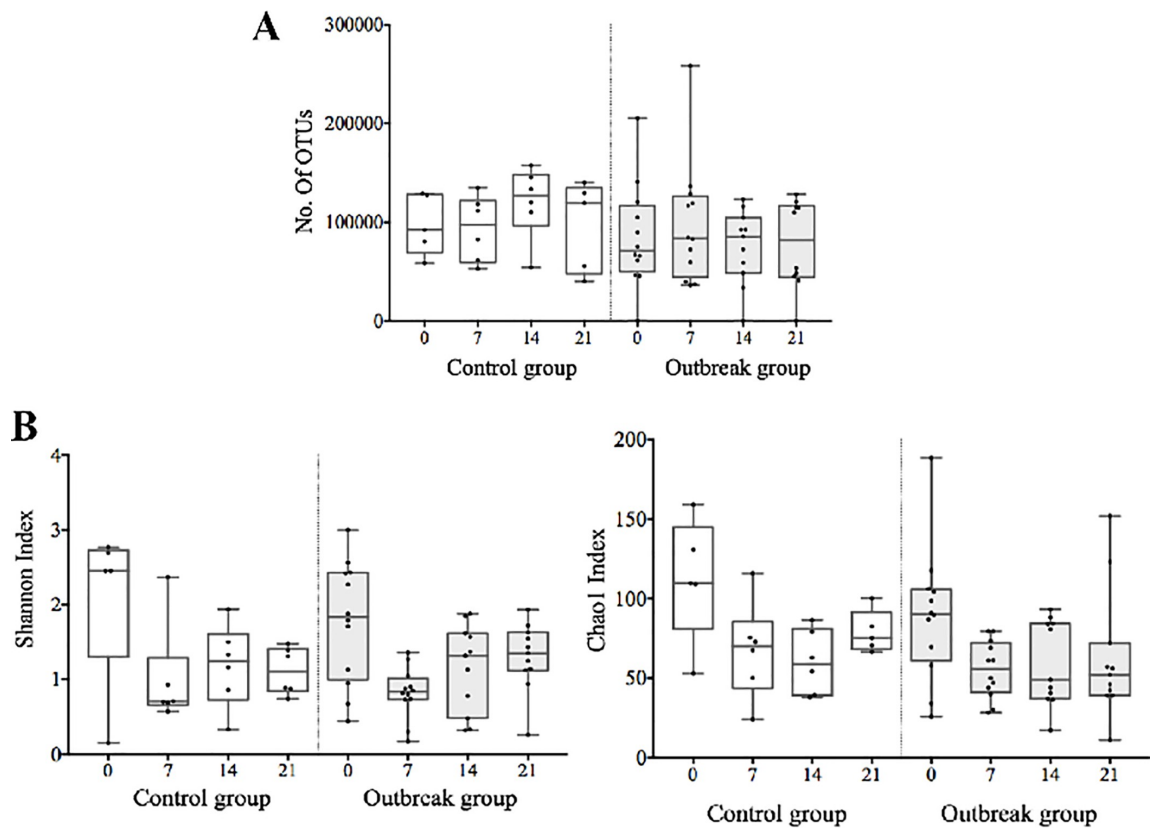 A
300000
200000
100000
0
No. Of OTUs
0 7 14 21 0 7 14 21
Control group Outbreak group
B
4
3
2
1
0
Shannon Index
0 7 14 21 0 7 14 21
Control group Outbreak group
200
150
100
50
0
Chao1 Index
0 7 14 21 0 7 14 21
Control group Outbreak group